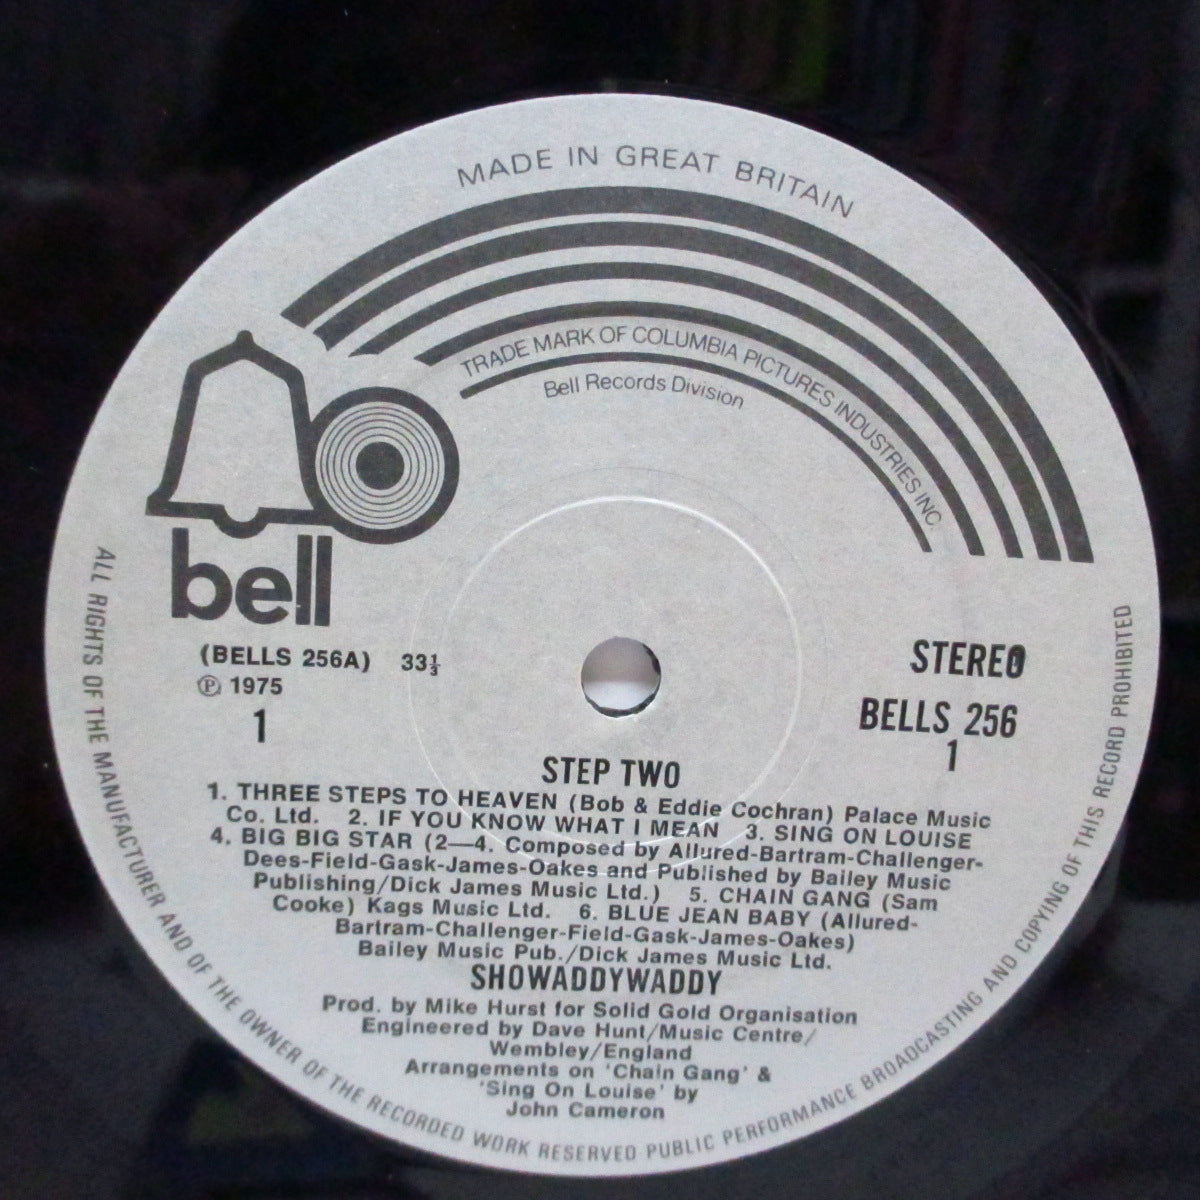 MADE IN GREAT BRITAIN
TRADE MARK OF COLUMBIA PICTURES INDUSTRIES INC.
Bell Records Division
bell
(BELLS 256A) 33⅓
℗ 1975
1
STEREO
BELLS 256
1
STEP TWO
1. THREE STEPS TO HEAVEN (Bob & Eddie Cochran) Palace Music
Co. Ltd. 2. IF YOU KNOW WHAT I MEAN 3. SING ON LOUISE
4. BIG BIG STAR (2—4. Composed by Allured-Bartram-Challenger-
Dees-Field-Gask-James-Oakes and Published by Bailey Music
Publishing/Dick James Music Ltd.) 5. CHAIN GANG (Sam
Cooke) Kags Music Ltd. 6. BLUE JEAN BABY (Allured-
Bartram-Challenger-Field-Gask-James-Oakes)
Bailey Music Pub./Dick James Music Ltd.
SHOWADDYWADDY
Prod. by Mike Hurst for Solid Gold Organisation
Engineered by Dave Hunt/Music Centre/
Wembley/England
Arrangements on 'Chain Gang' &
'Sing On Louise' by
John Cameron
ALL RIGHTS OF THE MANUFACTURER AND OF THE OWNER OF THE RECORDED WORK RESERVED PUBLIC PERFORMANCE BROADCASTING AND COPYING OF THIS RECORD PROHIBITED